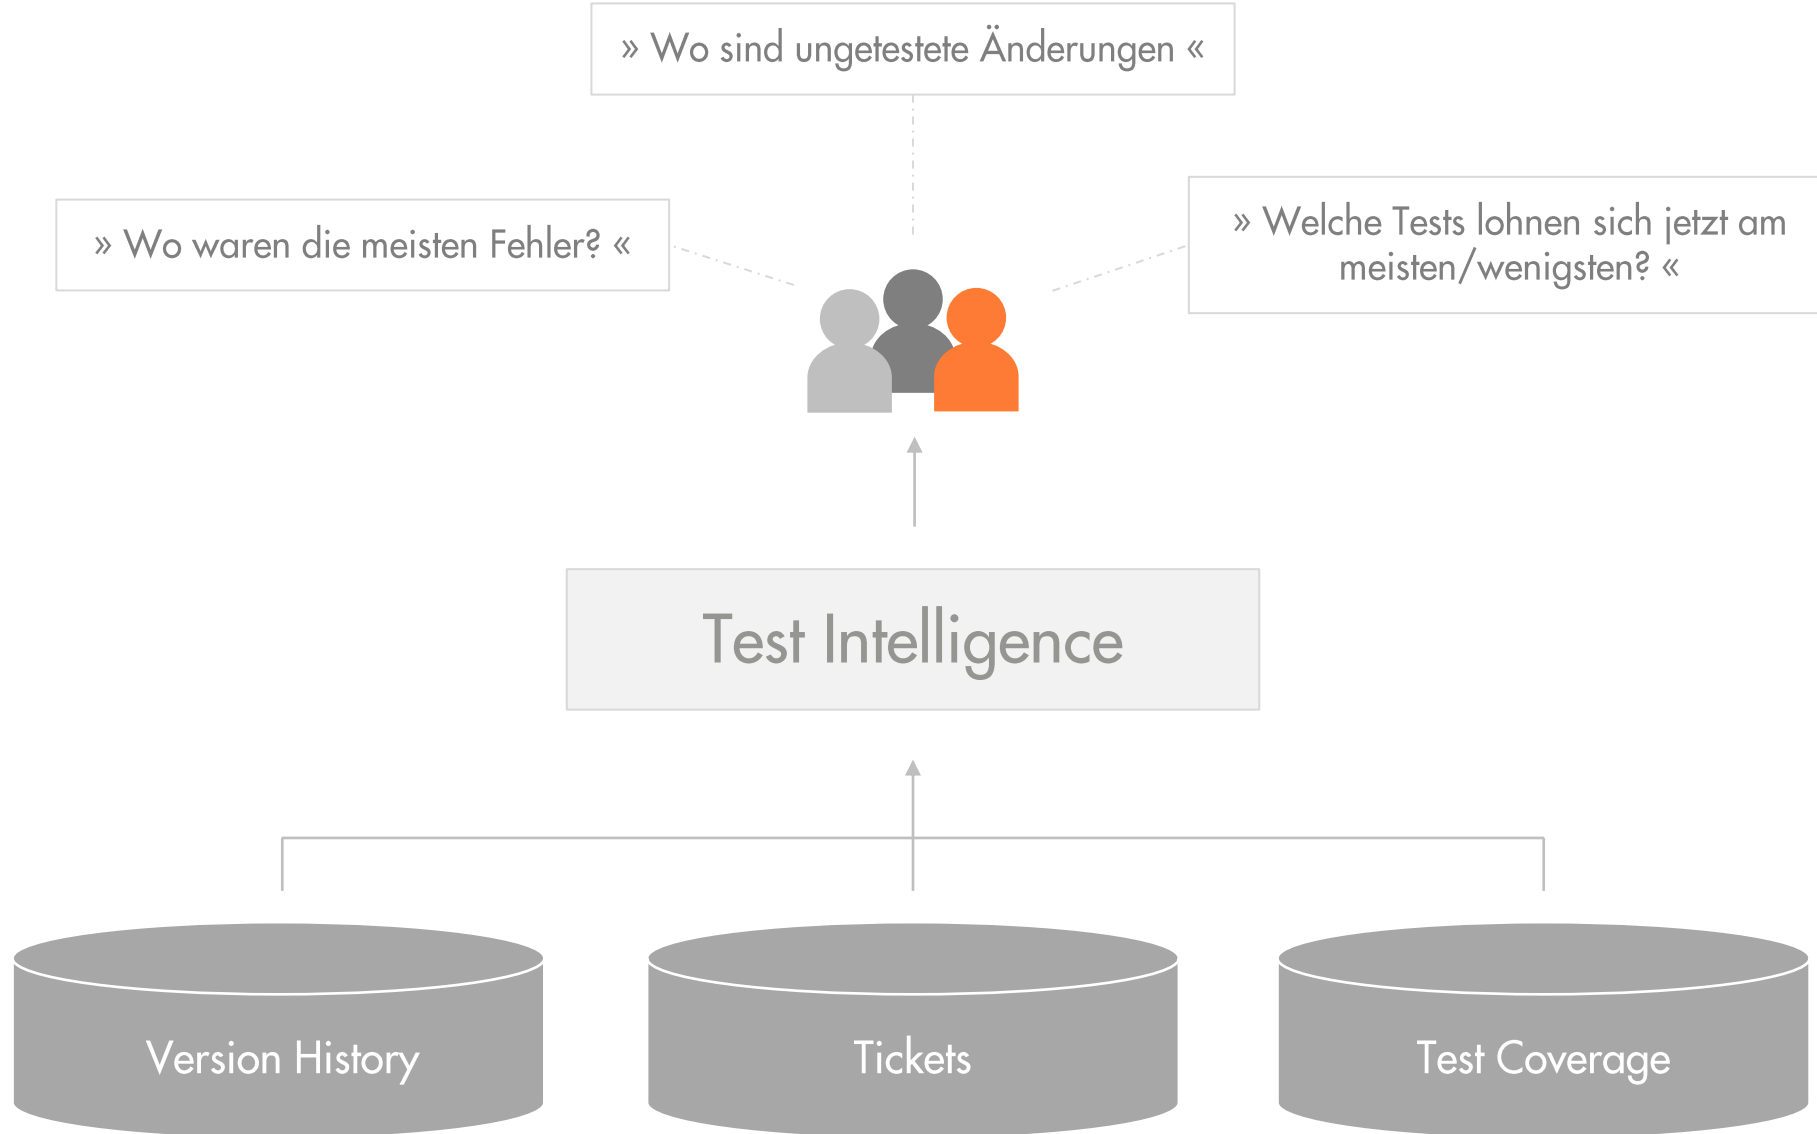 » Wo sind ungetestete Änderungen «
» Wo waren die meisten Fehler? «
» Welche Tests lohnen sich jetzt am
meisten/wenigsten? «
Test Intelligence
Version History
Tickets
Test Coverage